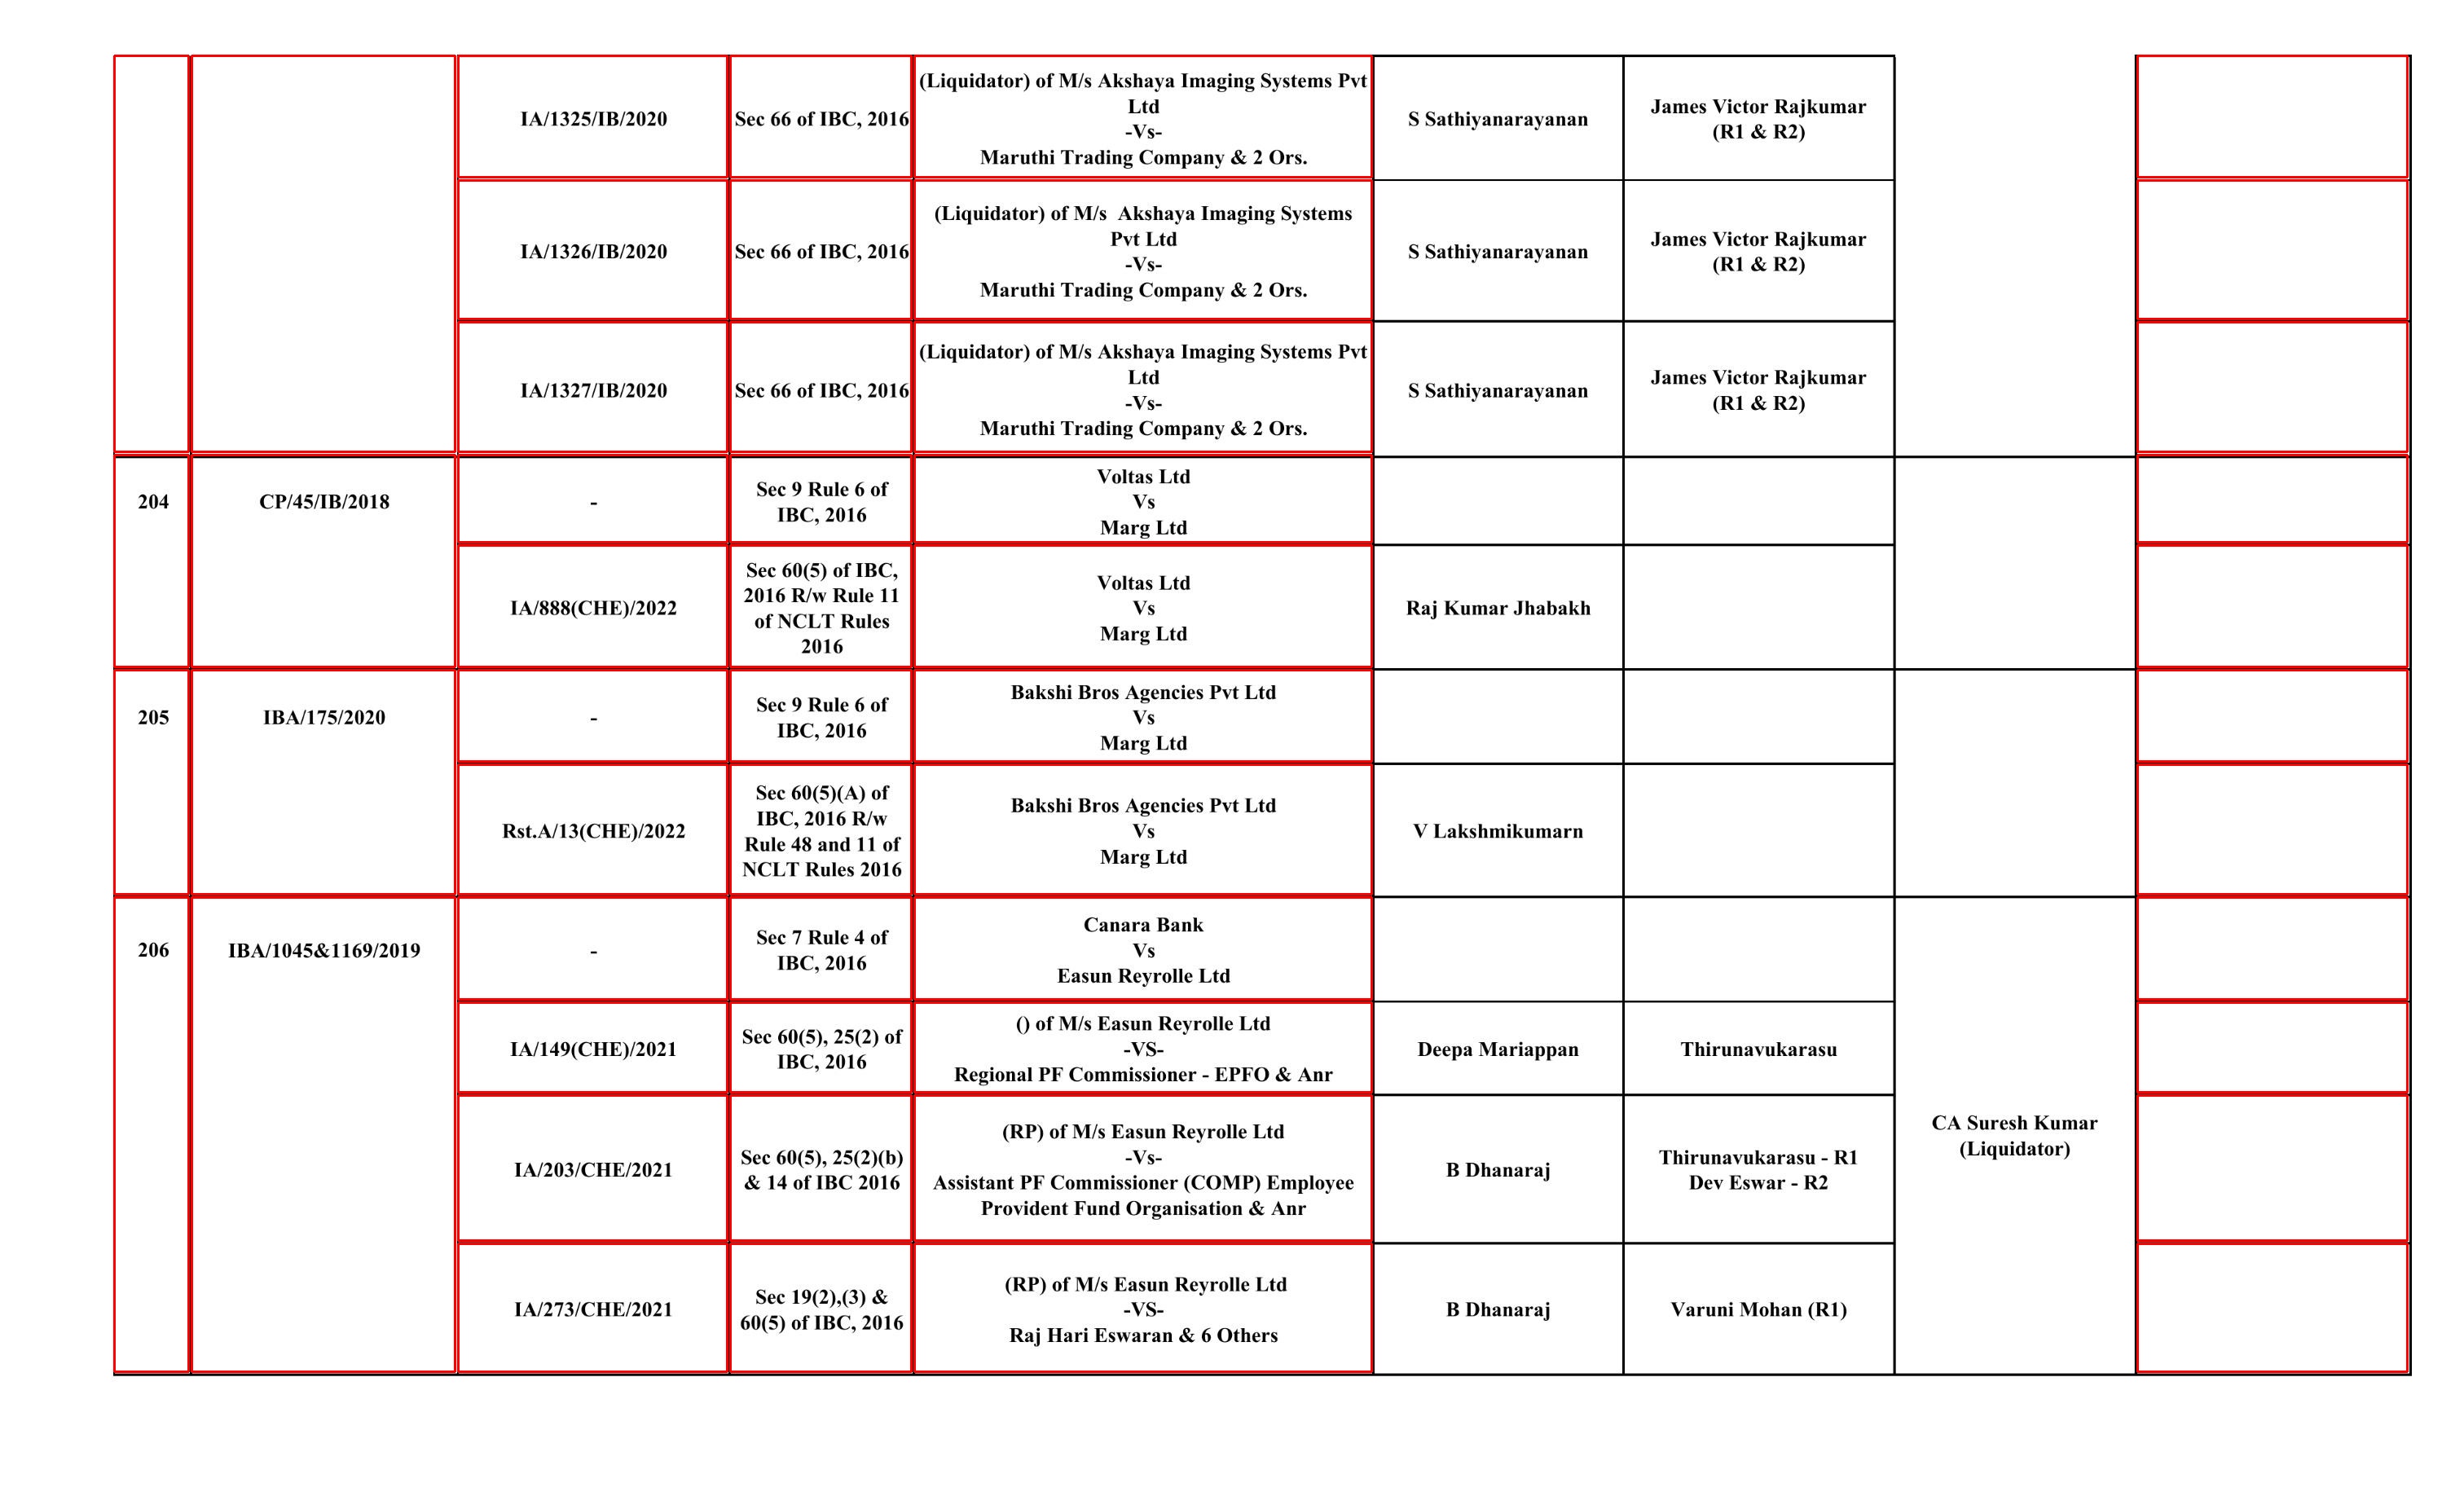 IA/1325/IB/2020
Sec 66 of IBC, 2016
(Liquidator) of M/s Akshaya Imaging Systems Pvt
Ltd
-Vs-
Maruthi Trading Company & 2 Ors.
S Sathiyanarayanan
James Victor Rajkumar
(R1 & R2)
IA/1326/IB/2020
Sec 66 of IBC, 2016
(Liquidator) of M/s Akshaya Imaging Systems
Pvt Ltd
-Vs-
Maruthi Trading Company & 2 Ors.
S Sathiyanarayanan
James Victor Rajkumar
(R1 & R2)
IA/1327/IB/2020
Sec 66 of IBC, 2016
(Liquidator) of M/s Akshaya Imaging Systems Pvt
Ltd
-Vs-
Maruthi Trading Company & 2 Ors.
S Sathiyanarayanan
James Victor Rajkumar
(R1 & R2)
204
CP/45/IB/2018
-
Sec 9 Rule 6 of
IBC, 2016
Voltas Ltd
Vs
Marg Ltd
IA/888(CHE)/2022
Sec 60(5) of IBC,
2016 R/w Rule 11
of NCLT Rules
2016
Voltas Ltd
Vs
Marg Ltd
Raj Kumar Jhabakh
205
IBA/175/2020
-
Sec 9 Rule 6 of
IBC, 2016
Bakshi Bros Agencies Pvt Ltd
Vs
Marg Ltd
Rst.A/13(CHE)/2022
Sec 60(5)(A) of
IBC, 2016 R/w
Rule 48 and 11 of
NCLT Rules 2016
Bakshi Bros Agencies Pvt Ltd
Vs
Marg Ltd
V Lakshmikumarn
206
IBA/1045&1169/2019
-
Sec 7 Rule 4 of
IBC, 2016
Canara Bank
Vs
Easun Reyrolle Ltd
IA/149(CHE)/2021
Sec 60(5), 25(2) of
IBC, 2016
() of M/s Easun Reyrolle Ltd
-VS-
Regional PF Commissioner - EPFO & Anr
Deepa Mariappan
Thirunavukarasu
CA Suresh Kumar
(Liquidator)
IA/203/CHE/2021
Sec 60(5), 25(2)(b)
& 14 of IBC 2016
(RP) of M/s Easun Reyrolle Ltd
-Vs-
Assistant PF Commissioner (COMP) Employee
Provident Fund Organisation & Anr
B Dhanaraj
Thirunavukarasu - R1
Dev Eswar - R2
IA/273/CHE/2021
Sec 19(2),(3) &
60(5) of IBC, 2016
(RP) of M/s Easun Reyrolle Ltd
-VS-
Raj Hari Eswaran & 6 Others
B Dhanaraj
Varuni Mohan (R1)